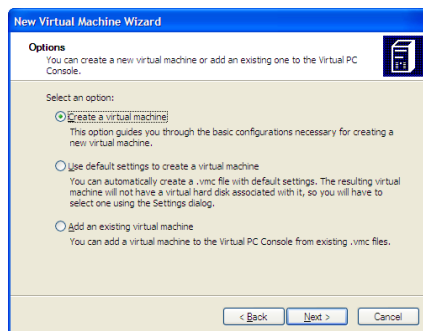 New Virtual Machine Wizard
Options
You can create a new virtual machine or add an existing one to the Virtual PC
Console.
Select an option:
Create a virtual machine
This option guides you through the basic configurations necessary for creating a
new virtual machine.
Use default settings to create a virtual machine
You can automatically create a .vmc file with default settings. The resulting virtual
machine will not have a virtual hard disk associated with it, so you will have to
select one using the Settings dialog.
Add an existing virtual machine
You can add a virtual machine to the Virtual PC Console from existing .vmc files.
< Back Next > Cancel